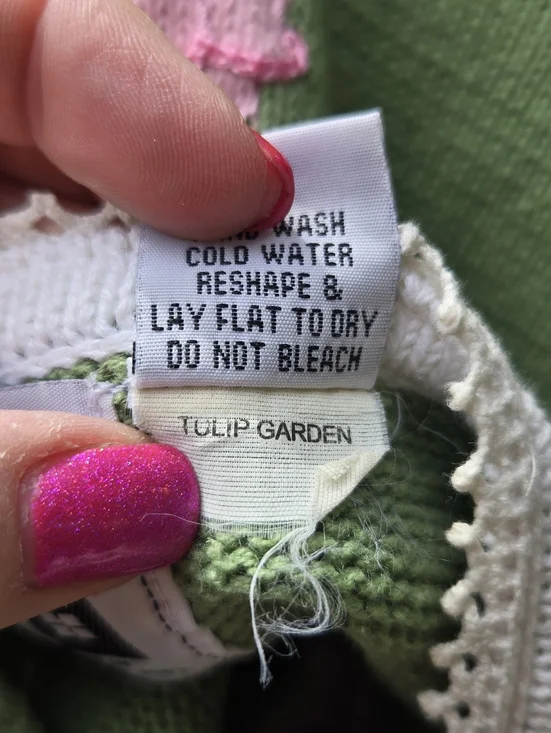 WASH
COLD WATER
RESHAPE &
LAY FLAT TO DRY
DO NOT BLEACH
TULIP GARDEN